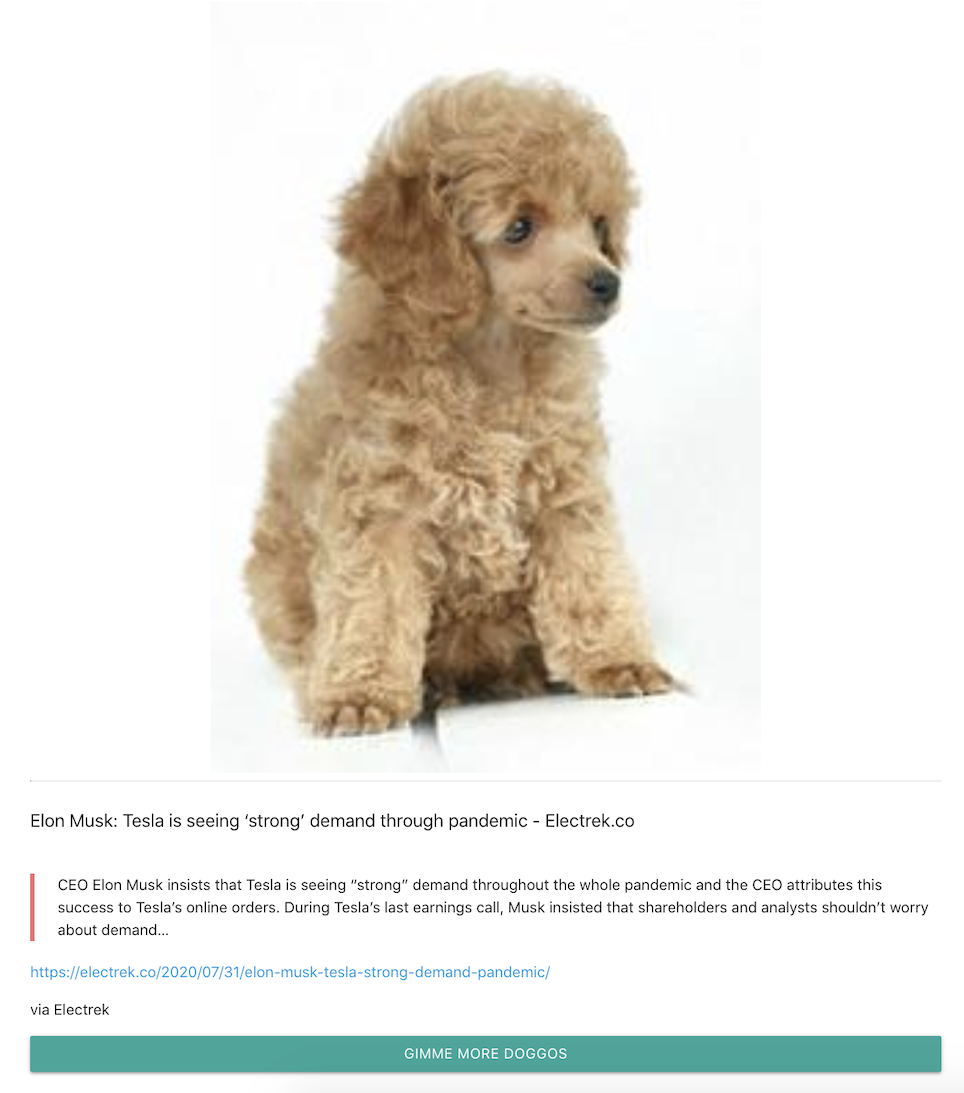 Elon Musk: Tesla is seeing ‘strong’ demand through pandemic - Electrek.co
CEO Elon Musk insists that Tesla is seeing “strong” demand throughout the whole pandemic and the CEO attributes this
success to Tesla’s online orders. During Tesla’s last earnings call, Musk insisted that shareholders and analysts shouldn’t worry
about demand...
https://electrek.co/2020/07/31/elon-musk-tesla-strong-demand-pandemic/
via Electrek
GIMME MORE DOGGOS